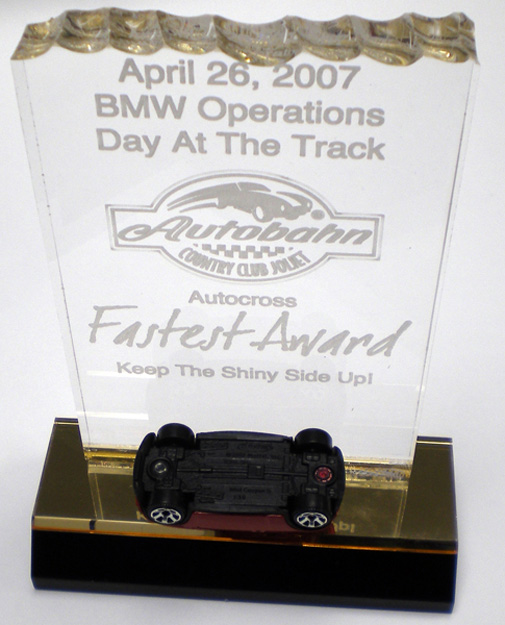 April 26, 2007
BMW Operations
Day At The Track
Autobahn
COUNTRY CLUB JOLIET
Autocross
Fastest Award
Keep The Shiny Side Up!